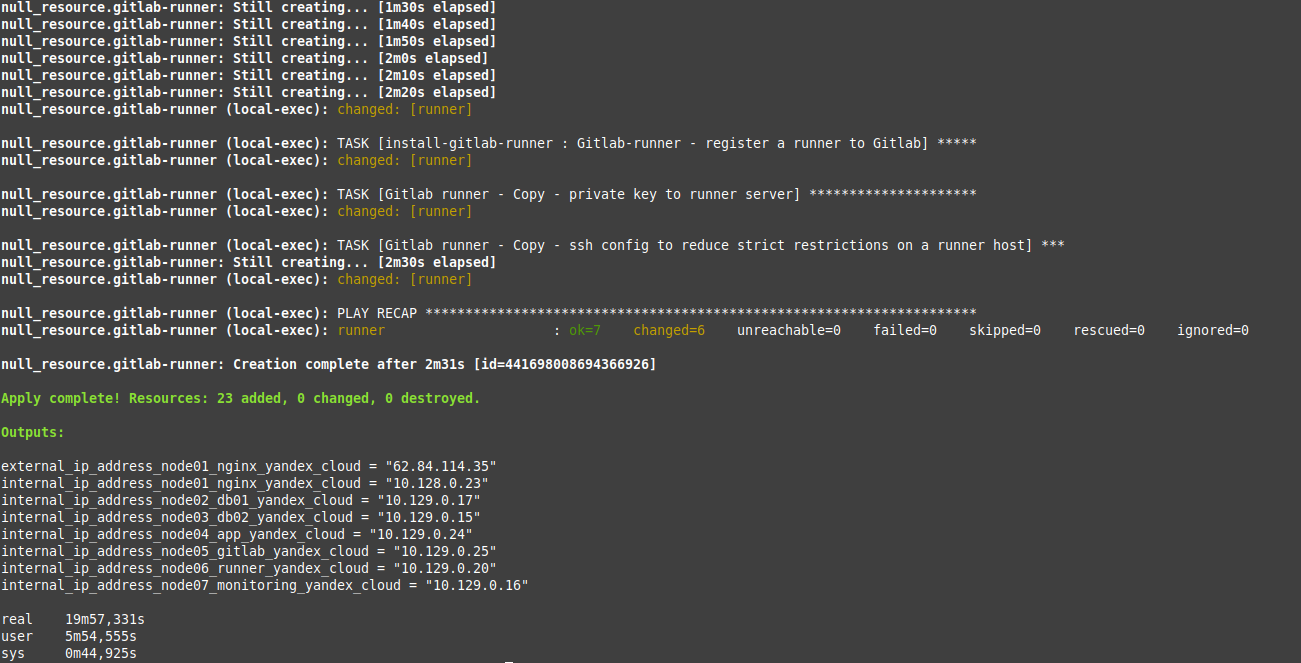 null_resource.gitlab-runner: Still creating... [1m30s elapsed]
null_resource.gitlab-runner: Still creating... [1m40s elapsed]
null_resource.gitlab-runner: Still creating... [1m50s elapsed]
null_resource.gitlab-runner: Still creating... [2m0s elapsed]
null_resource.gitlab-runner: Still creating... [2m10s elapsed]
null_resource.gitlab-runner: Still creating... [2m20s elapsed]
null_resource.gitlab-runner (local-exec): changed: [runner]

null_resource.gitlab-runner (local-exec): TASK [install-gitlab-runner : Gitlab-runner - register a runner to Gitlab] *****
null_resource.gitlab-runner (local-exec): changed: [runner]

null_resource.gitlab-runner (local-exec): TASK [Gitlab runner - Copy - private key to runner server] *********************
null_resource.gitlab-runner (local-exec): changed: [runner]

null_resource.gitlab-runner (local-exec): TASK [Gitlab runner - Copy - ssh config to reduce strict restrictions on a runner host] ***
null_resource.gitlab-runner: Still creating... [2m30s elapsed]
null_resource.gitlab-runner (local-exec): changed: [runner]

null_resource.gitlab-runner (local-exec): PLAY RECAP *********************************************************************
null_resource.gitlab-runner (local-exec): runner                     : ok=7    changed=6    unreachable=0    failed=0    skipped=0    rescued=0    ignored=0

null_resource.gitlab-runner: Creation complete after 2m31s [id=441698008694366926]

Apply complete! Resources: 23 added, 0 changed, 0 destroyed.

Outputs:

external_ip_address_node01_nginx_yandex_cloud = "62.84.114.35"
internal_ip_address_node01_nginx_yandex_cloud = "10.128.0.23"
internal_ip_address_node02_db01_yandex_cloud = "10.129.0.17"
internal_ip_address_node03_db02_yandex_cloud = "10.129.0.15"
internal_ip_address_node04_app_yandex_cloud = "10.129.0.24"
internal_ip_address_node05_gitlab_yandex_cloud = "10.129.0.25"
internal_ip_address_node06_runner_yandex_cloud = "10.129.0.20"
internal_ip_address_node07_monitoring_yandex_cloud = "10.129.0.16"

real    19m57,331s
user    5m54,555s
sys     0m44,925s